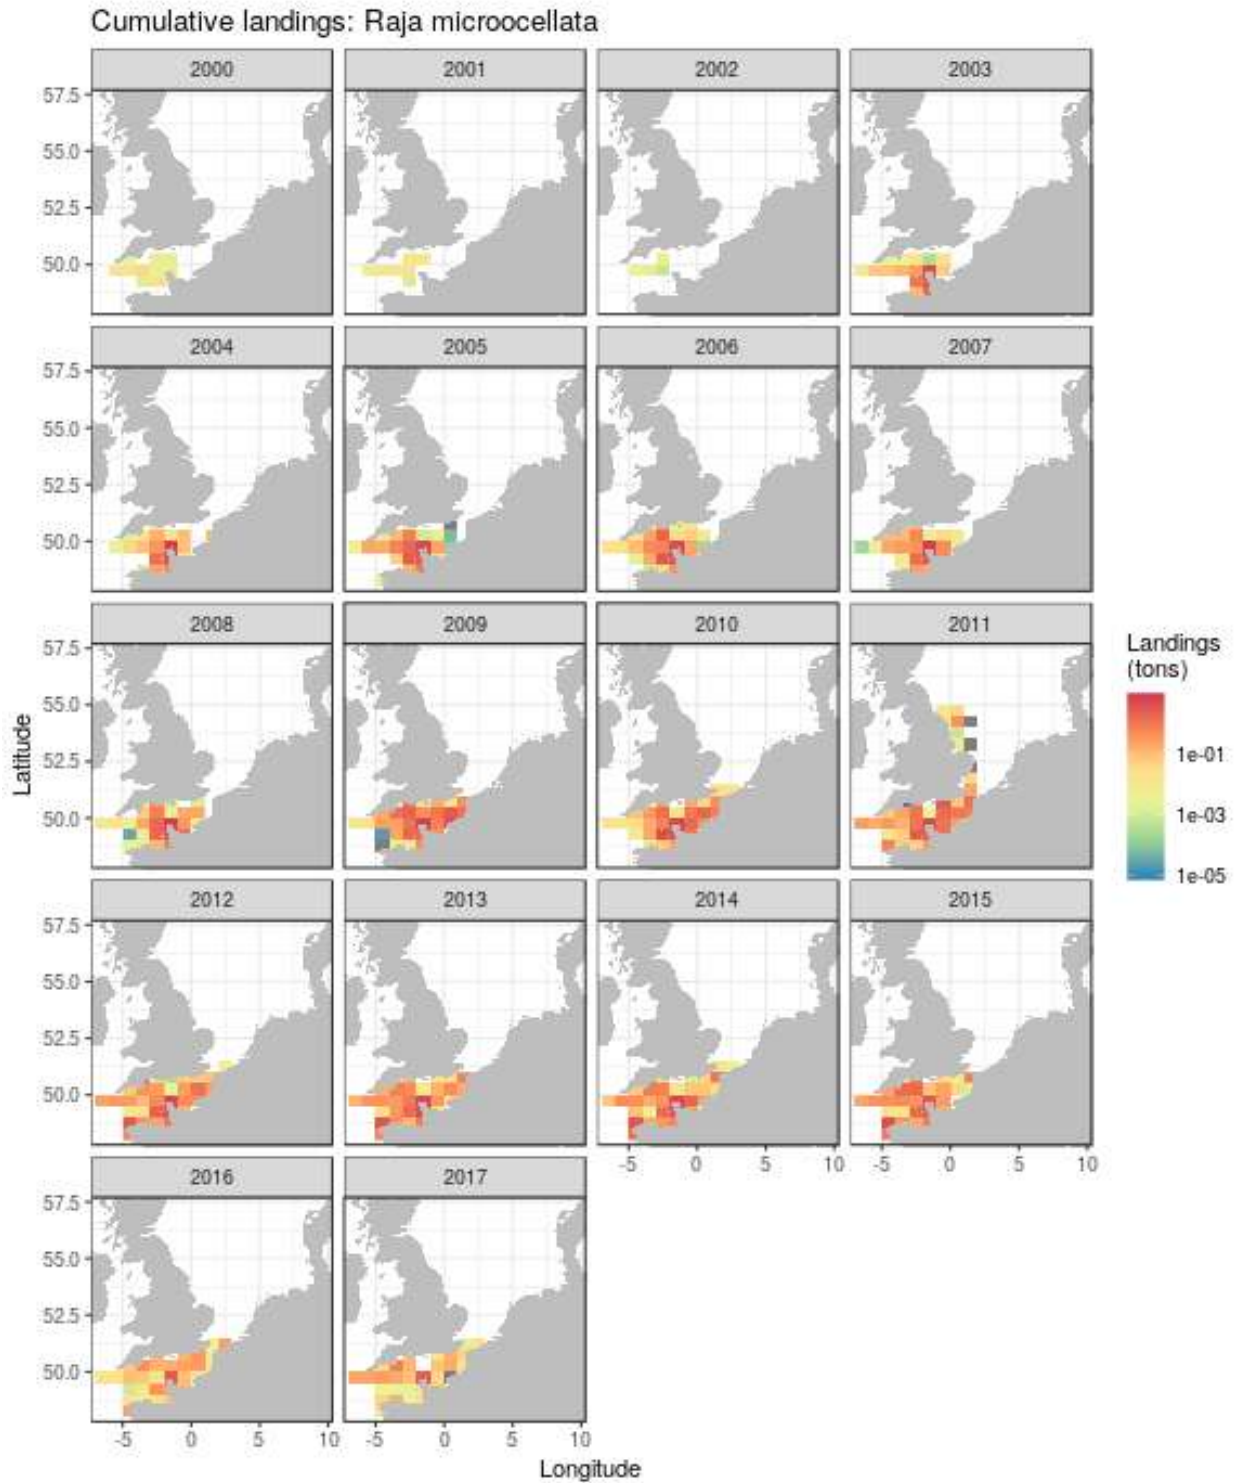 Cumulative landings: Raja microocellata
2000 2001 2002 2003
57.5
55.0
52.5
50.0
2004 2005 2006 2007
57.5
55.0
52.5
50.0
2008 2009 2010 2011
57.5
55.0
52.5
50.0
Latitude
Landings
(tons)
1e-01
1e-03
1e-05
2012 2013 2014 2015
57.5
55.0
52.5
50.0
-5 0 5 10 -5 0 5 10
2016 2017
57.5
55.0
52.5
50.0
-5 0 5 10 -5 0 5 10
Longitude